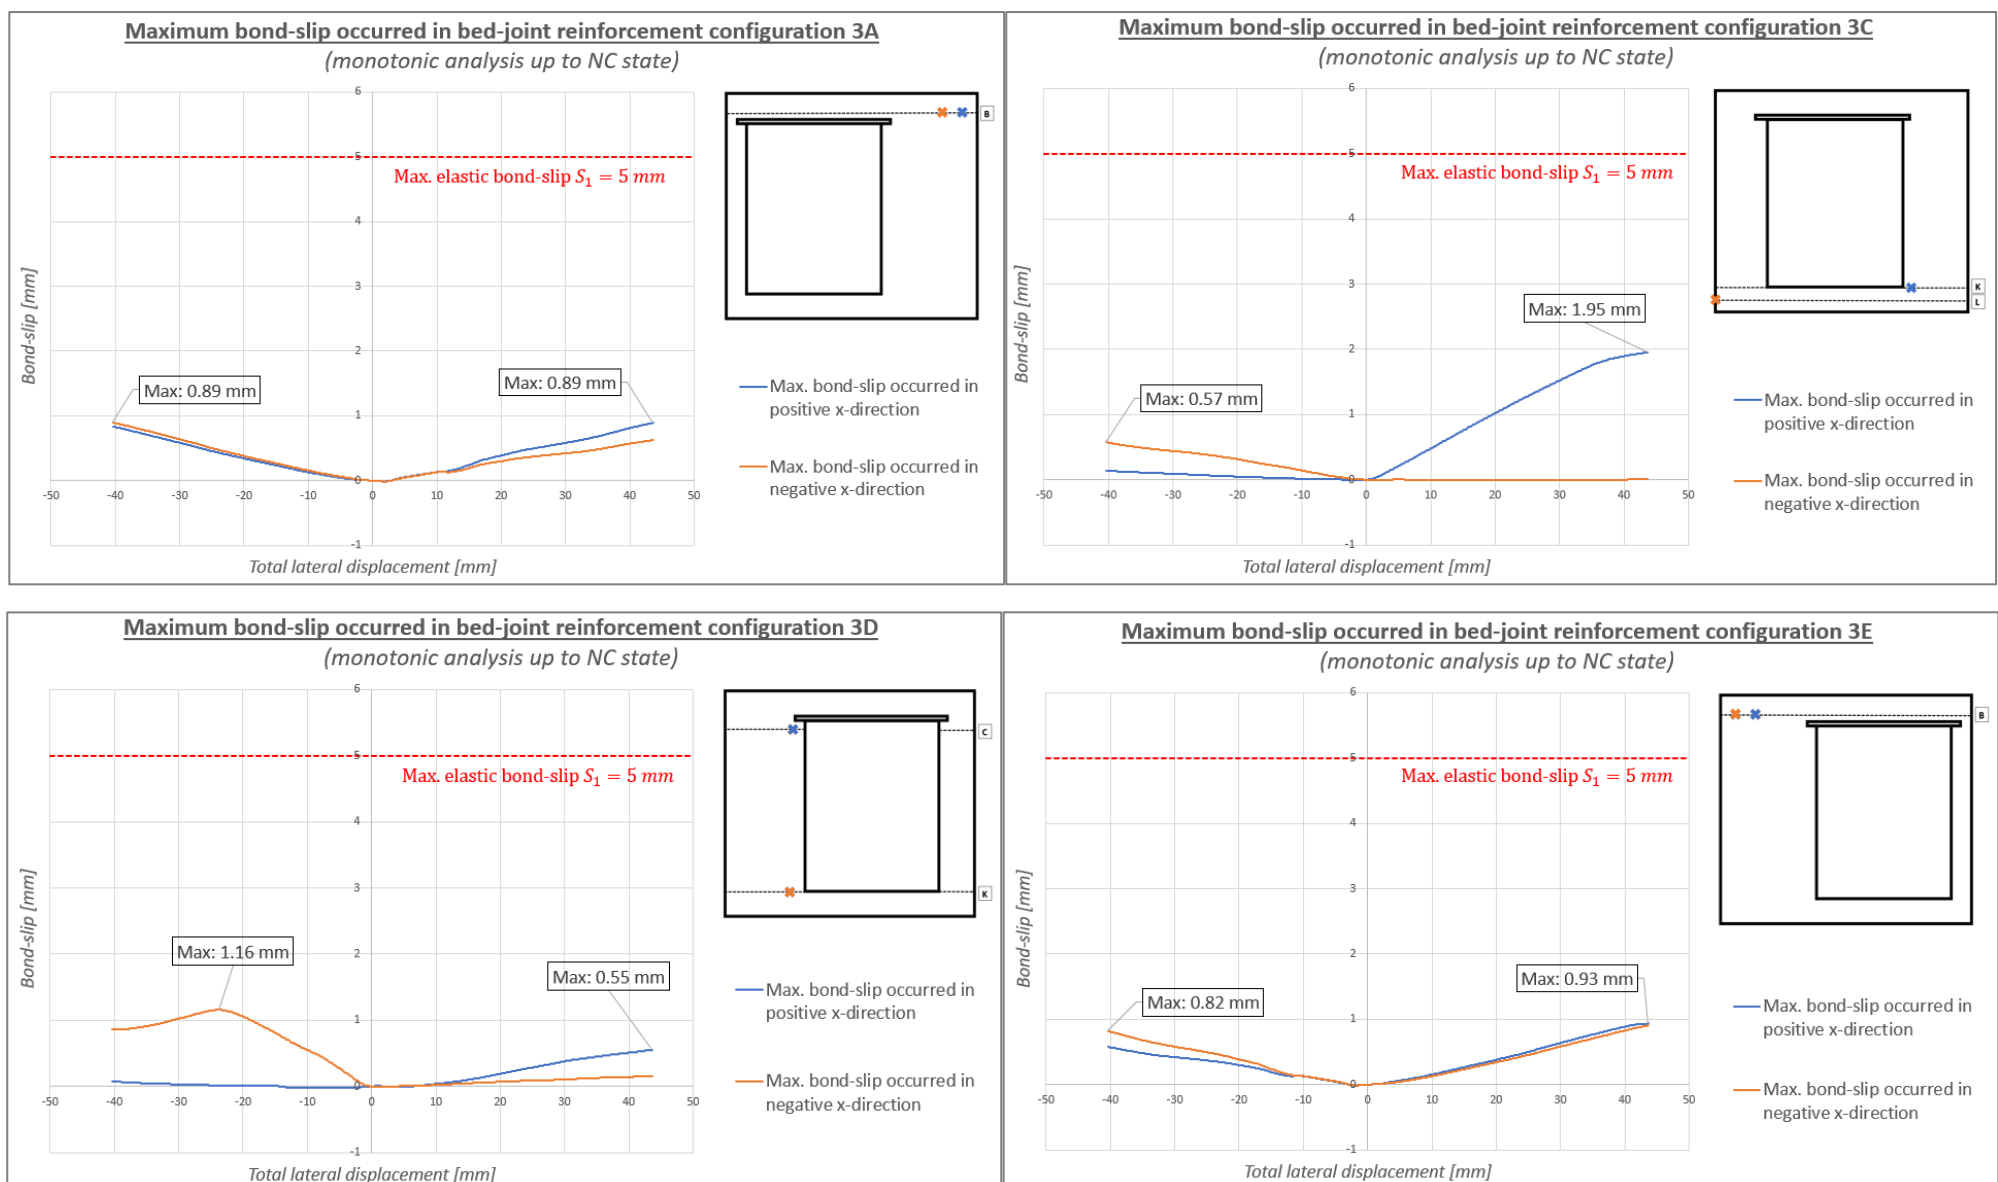 Maximum bond-slip occurred in bed-joint reinforcement configuration 3A
(monotonic analysis up to NC state)
6
5
4
3
2
1
0
-1
-50 -40 -30 -20 -10 0 10 20 30 40 50
Max. elastic bond-slip S₁ = 5 mm
Max: 0.89 mm
Max: 0.89 mm
Bond-slip [mm]
Total lateral displacement [mm]
B
Max. bond-slip occurred in
positive x-direction
Max. bond-slip occurred in
negative x-direction
Maximum bond-slip occurred in bed-joint reinforcement configuration 3C
(monotonic analysis up to NC state)
6
5
4
3
2
1
0
-1
-50 -40 -30 -20 -10 0 10 20 30 40 50
Max. elastic bond-slip S₁ = 5 mm
Max: 1.95 mm
Max: 0.57 mm
Bond-slip [mm]
Total lateral displacement [mm]
K
L
Max. bond-slip occurred in
positive x-direction
Max. bond-slip occurred in
negative x-direction
Maximum bond-slip occurred in bed-joint reinforcement configuration 3D
(monotonic analysis up to NC state)
6
5
4
3
2
1
0
-1
-50 -40 -30 -20 -10 0 10 20 30 40 50
Max. elastic bond-slip S₁ = 5 mm
Max: 1.16 mm
Max: 0.55 mm
Bond-slip [mm]
Total lateral displacement [mm]
C
K
Max. bond-slip occurred in
positive x-direction
Max. bond-slip occurred in
negative x-direction
Maximum bond-slip occurred in bed-joint reinforcement configuration 3E
(monotonic analysis up to NC state)
6
5
4
3
2
1
0
-1
-50 -40 -30 -20 -10 0 10 20 30 40 50
Max. elastic bond-slip S₁ = 5 mm
Max: 0.82 mm
Max: 0.93 mm
Bond-slip [mm]
Total lateral displacement [mm]
B
Max. bond-slip occurred in
positive x-direction
Max. bond-slip occurred in
negative x-direction